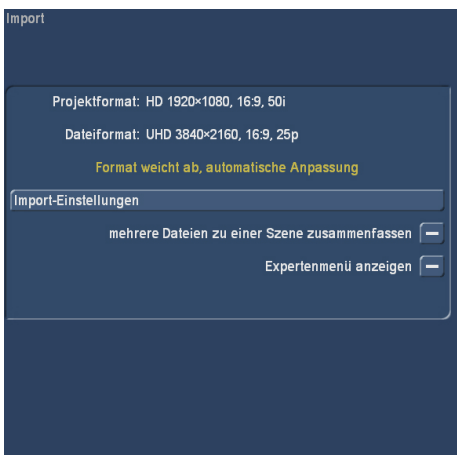 Import
Projektformat: HD 1920×1080, 16:9, 50i
Dateiformat: UHD 3840×2160, 16:9, 25p
Format weicht ab, automatische Anpassung
Import-Einstellungen
mehrere Dateien zu einer Szene zusammenfassen
Expertenmenü anzeigen